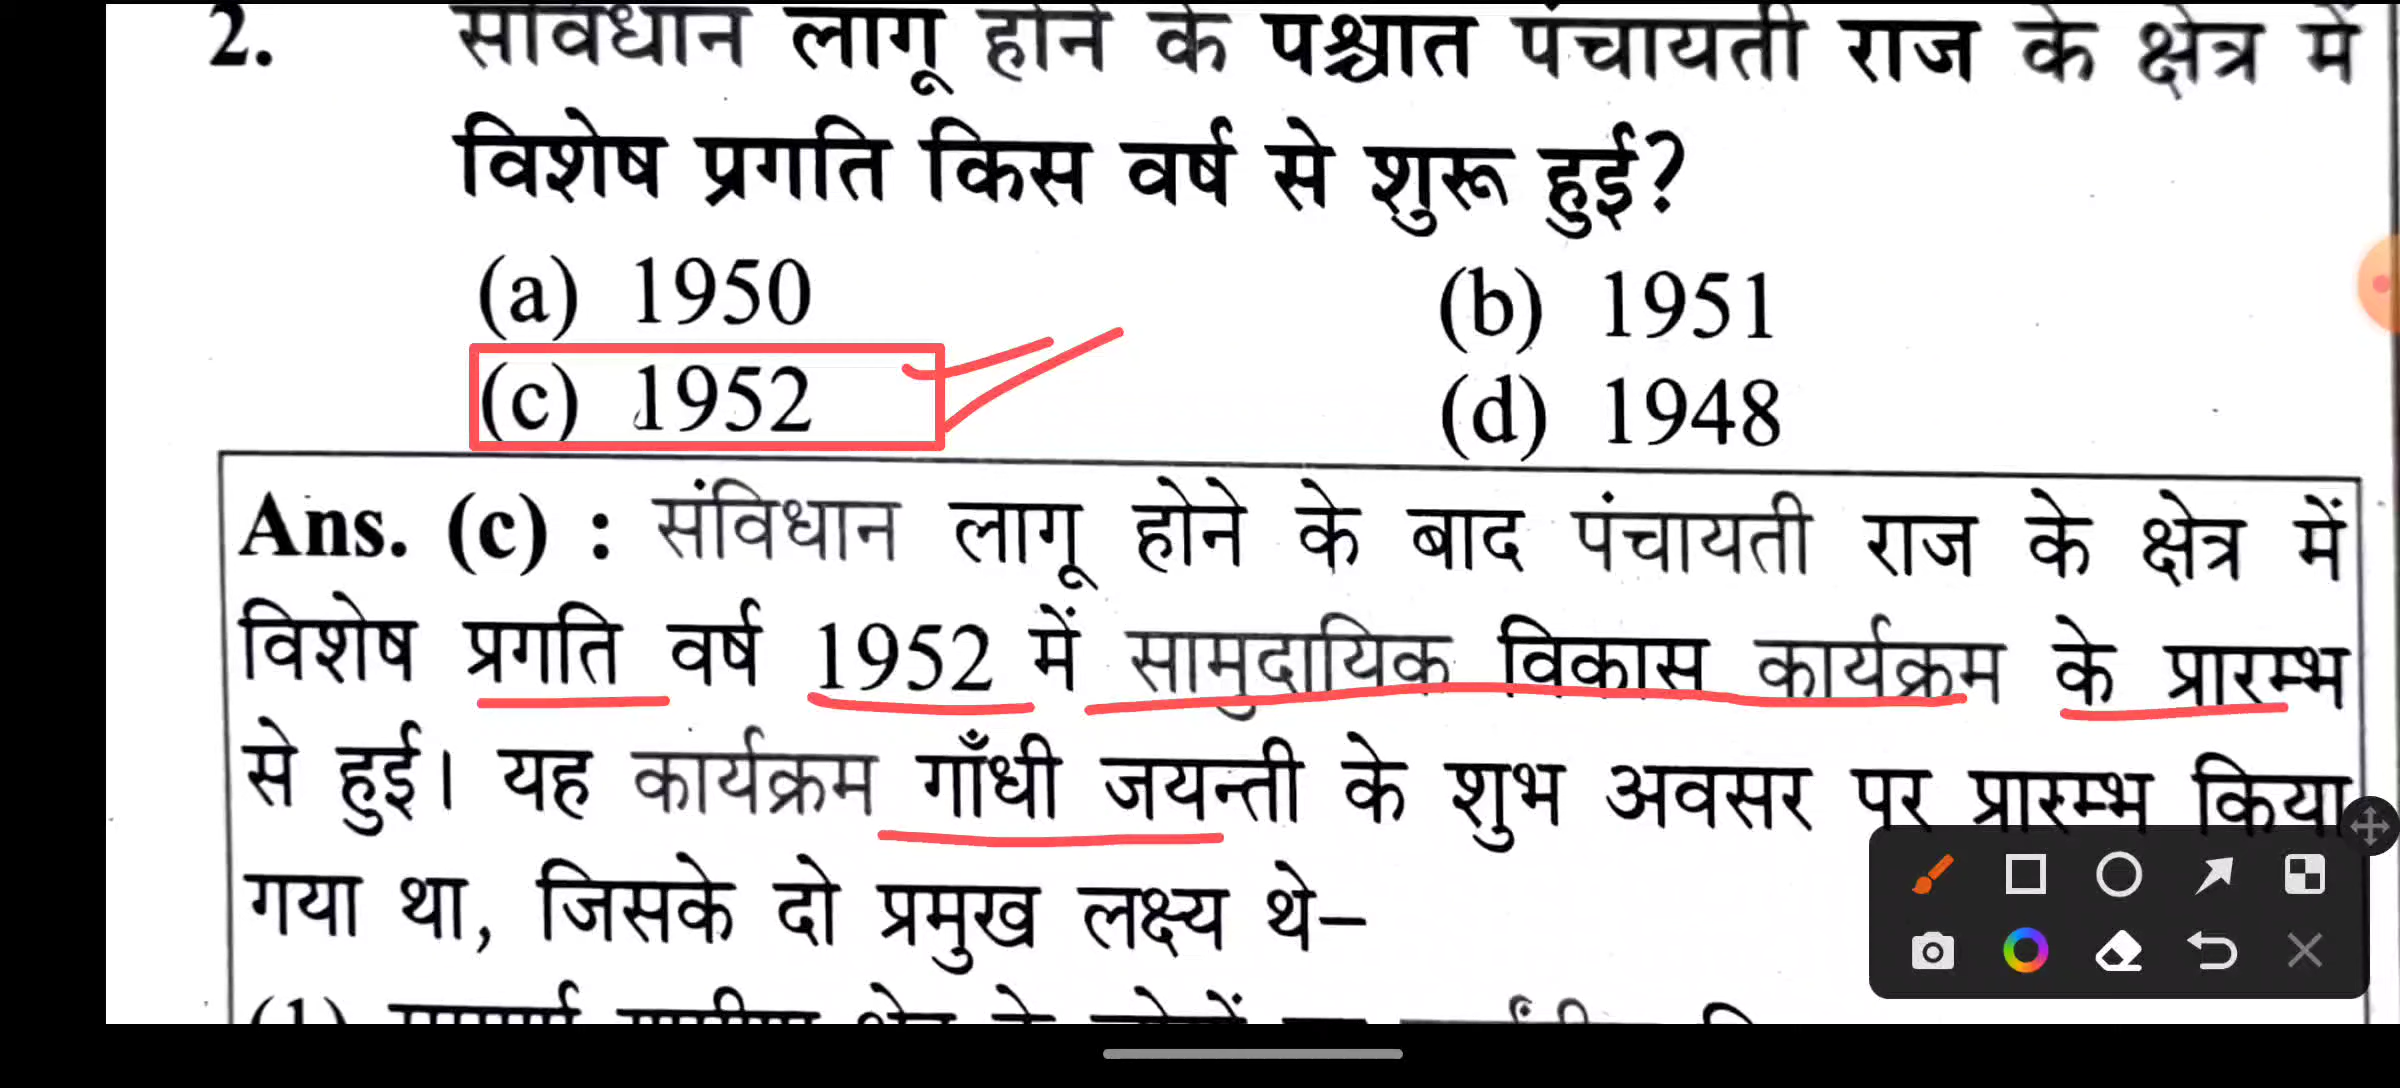 2. संविधान लागू होने के पश्चात पंचायती राज के क्षेत्र में
विशेष प्रगति किस वर्ष से शुरू हुई?
(a) 1950 (b) 1951
(c) 1952 (d) 1948
Ans. (c) : संविधान लागू होने के बाद पंचायती राज के क्षेत्र में
विशेष प्रगति वर्ष 1952 में सामुदायिक विकास कार्यक्रम के प्रारम्भ
से हुई। यह कार्यक्रम गाँधी जयन्ती के शुभ अवसर पर प्रारम्भ किया
गया था, जिसके दो प्रमुख लक्ष्य थे–